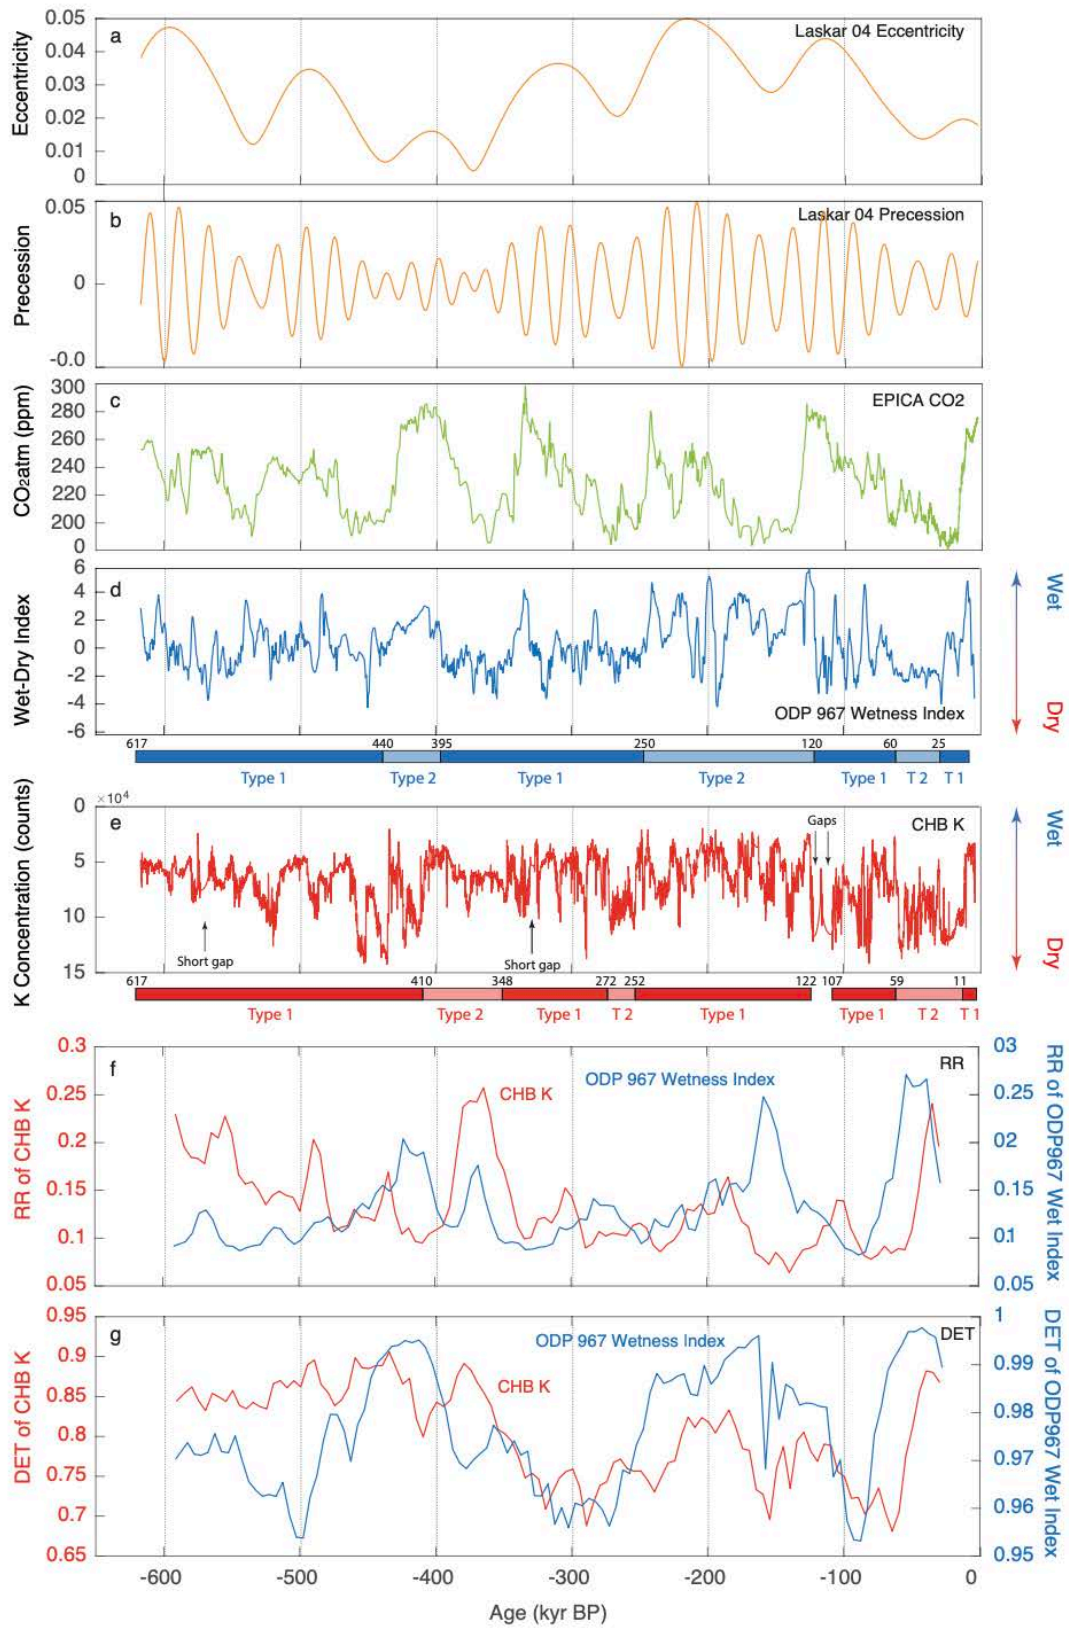 a
Laskar 04 Eccentricity
Eccentricity
0.05
0.04
0.03
0.02
0.01
0
b
Laskar 04 Precession
Precession
0.05
0
-0.0
c
EPICA CO2
CO2atm (ppm)
300
280
260
240
220
200
0
d
ODP 967 Wetness Index
Wet-Dry Index
6
4
2
0
-2
-4
-6
Wet
Dry
617 440 395 250 120 60 25
Type 1 Type 2 Type 1 Type 2 Type 1 T 2 T 1
×10⁴
e
CHB K
Gaps
K Concentration (counts)
0
5
10
15
Short gap
Short gap
Wet
Dry
617 410 348 272 252 122 107 59 11
Type 1 Type 2 Type 1 T 2 Type 1 Type 1 T 2 T 1
f
RR
ODP 967 Wetness Index
CHB K
RR of CHB K
0.3
0.25
0.2
0.15
0.1
0.05
03
0.25
0.2
0.15
0.1
0.05
RR of ODP967 Wet Index
g
DET
ODP 967 Wetness Index
CHB K
DET of CHB K
0.95
0.9
0.85
0.8
0.75
0.7
0.65
1
0.99
0.98
0.97
0.96
0.95
DET of ODP967 Wet Index
-600 -500 -400 -300 -200 -100 0
Age (kyr BP)